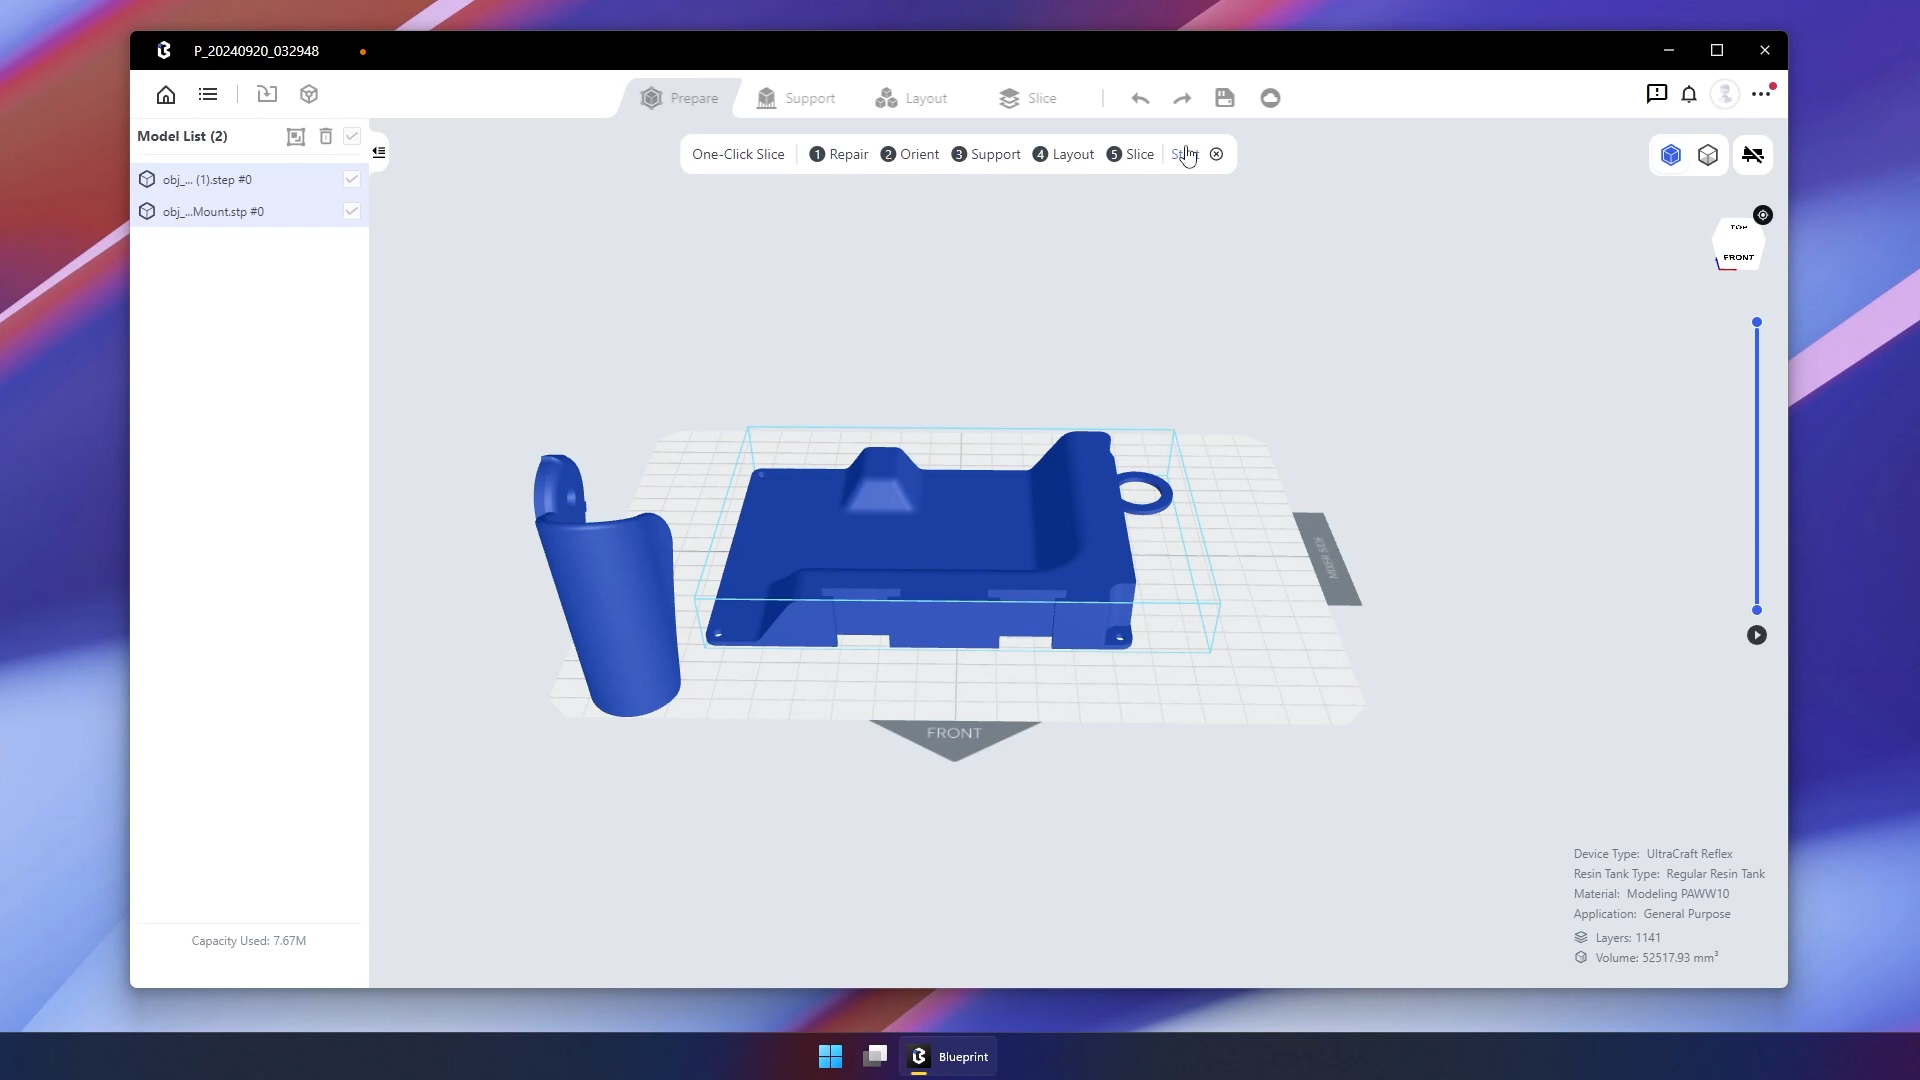 P_20240920_032948
Prepare
Support
Layout
Slice
Model List (2)
obj_... (1).step #0
obj_...Mount.stp #0
One-Click Slice
1 Repair
2 Orient
3 Support
4 Layout
5 Slice
TOP
FRONT
MIXER SIDE
FRONT
Device Type: UltraCraft Reflex
Resin Tank Type: Regular Resin Tank
Material: Modeling PAWW10
Application: General Purpose
Layers: 1141
Volume: 52517.93 mm³
Capacity Used: 7.67M
Blueprint